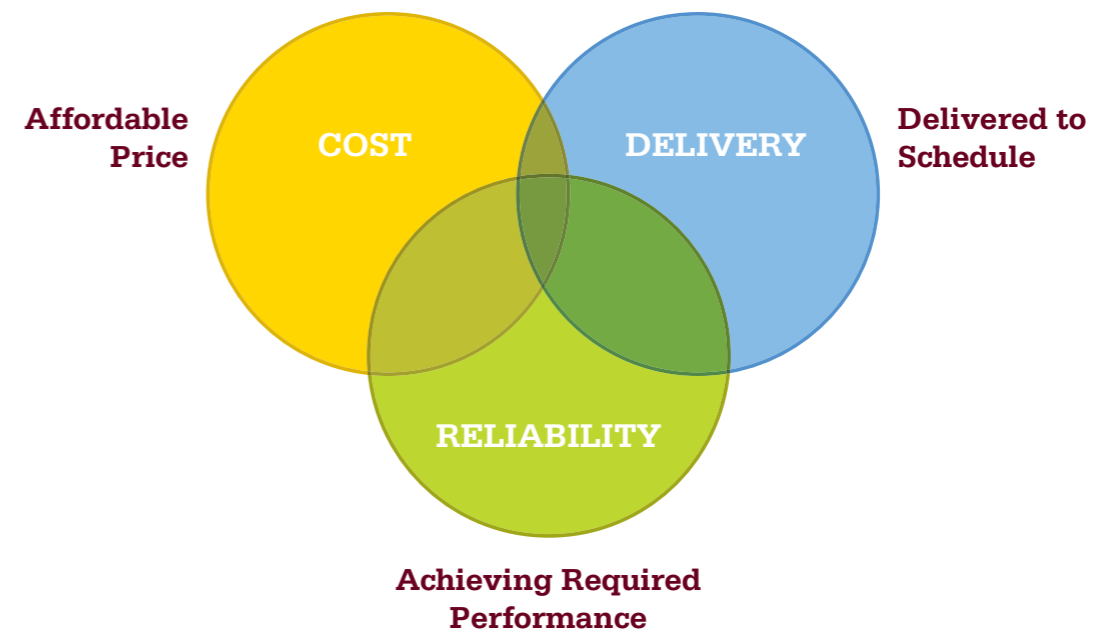 Affordable
Price
COST
DELIVERY
Delivered to
Schedule
RELIABILITY
Achieving Required
Performance